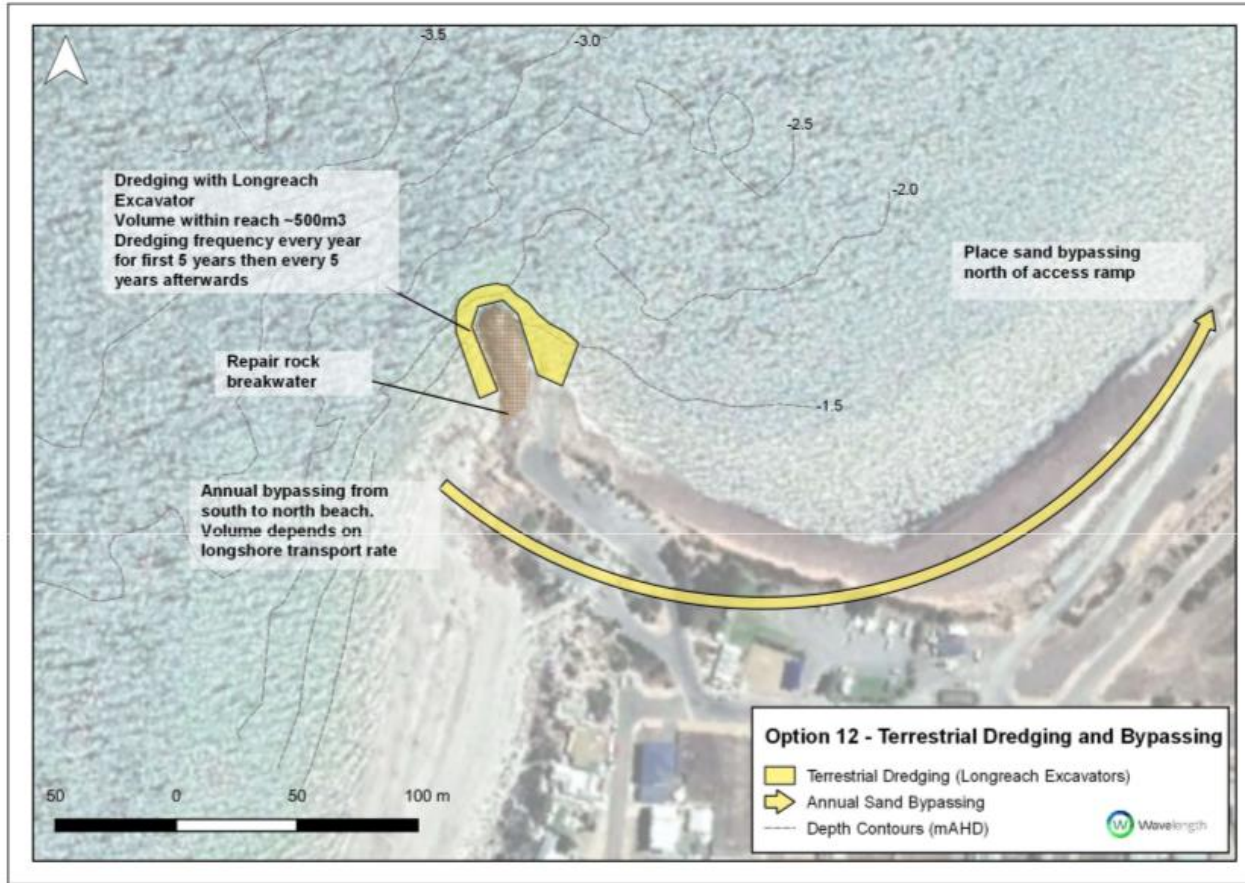 -3.5
-3.0
-2.5
-2.0
Dredging with Longreach
Excavator
Volume within reach ~500m3
Dredging frequency every year
for first 5 years then every 5
years afterwards
Place sand bypassing
north of access ramp
Repair rock
breakwater
-1.5
Annual bypassing from
south to north beach.
Volume depends on
longshore transport rate
50 0 50 100 m
Option 12 - Terrestrial Dredging and Bypassing
Terrestrial Dredging (Longreach Excavators)
Annual Sand Bypassing
Depth Contours (mAHD)
W Wavelength